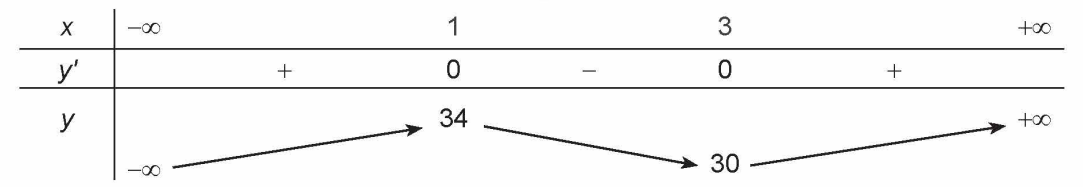 x −∞ 1 3 +∞
y' + 0 − 0 +
y 34 +∞
−∞ 30